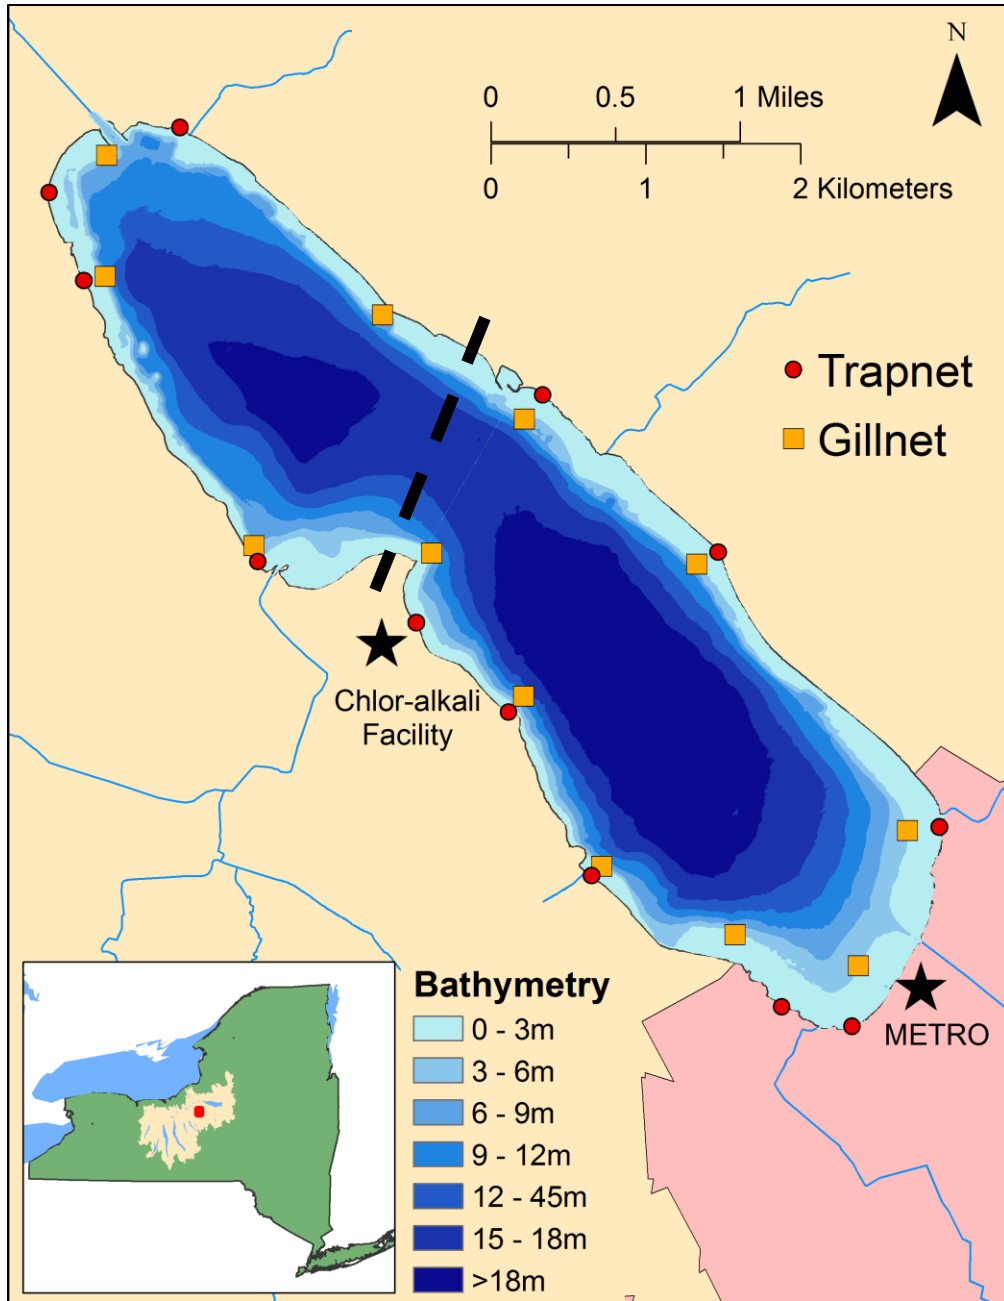 N
0 0.5 1 Miles
0 1 2 Kilometers
Trapnet
Gillnet
Chlor-alkali
Facility
Bathymetry
0 - 3m
3 - 6m
6 - 9m
9 - 12m
12 - 45m
15 - 18m
>18m
METRO